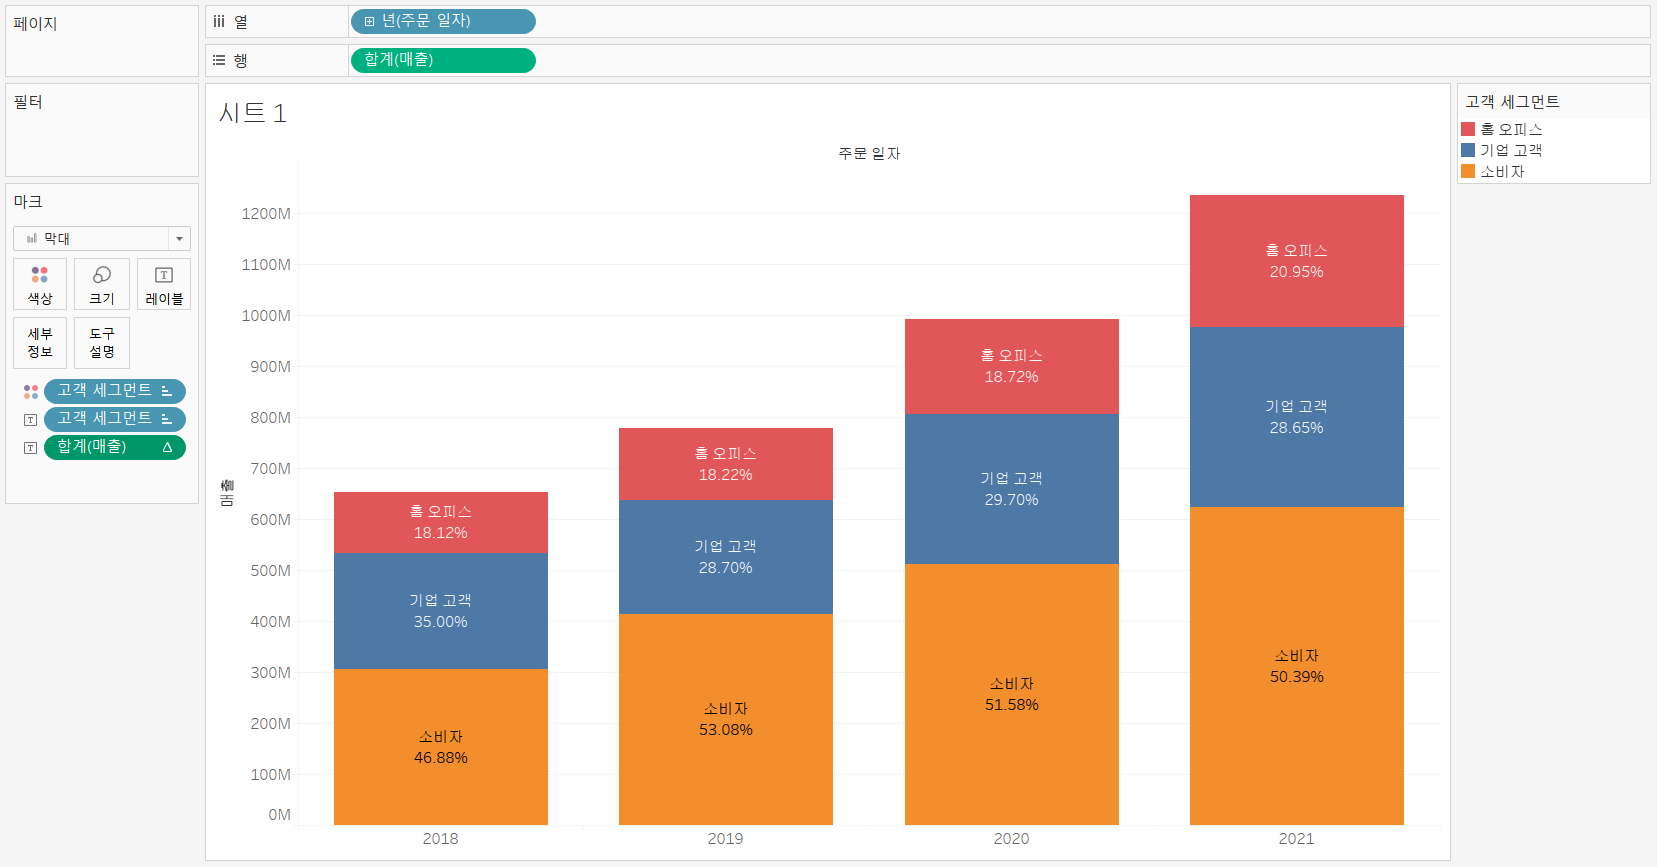 페이지
열
년(주문 일자)
행
합계(매출)
필터
마크
막대
색상
크기
레이블
세부
정보
도구
설명
고객 세그먼트
고객 세그먼트
합계(매출)
시트 1
주문 일자
1200M
1100M
1000M
900M
800M
700M
600M
500M
400M
300M
200M
100M
0M
홈 오피스
18.12%
기업 고객
35.00%
소비자
46.88%
홈 오피스
18.22%
기업 고객
28.70%
소비자
53.08%
홈 오피스
18.72%
기업 고객
29.70%
소비자
51.58%
홈 오피스
20.95%
기업 고객
28.65%
소비자
50.39%
2018
2019
2020
2021
고객 세그먼트
홈 오피스
기업 고객
소비자